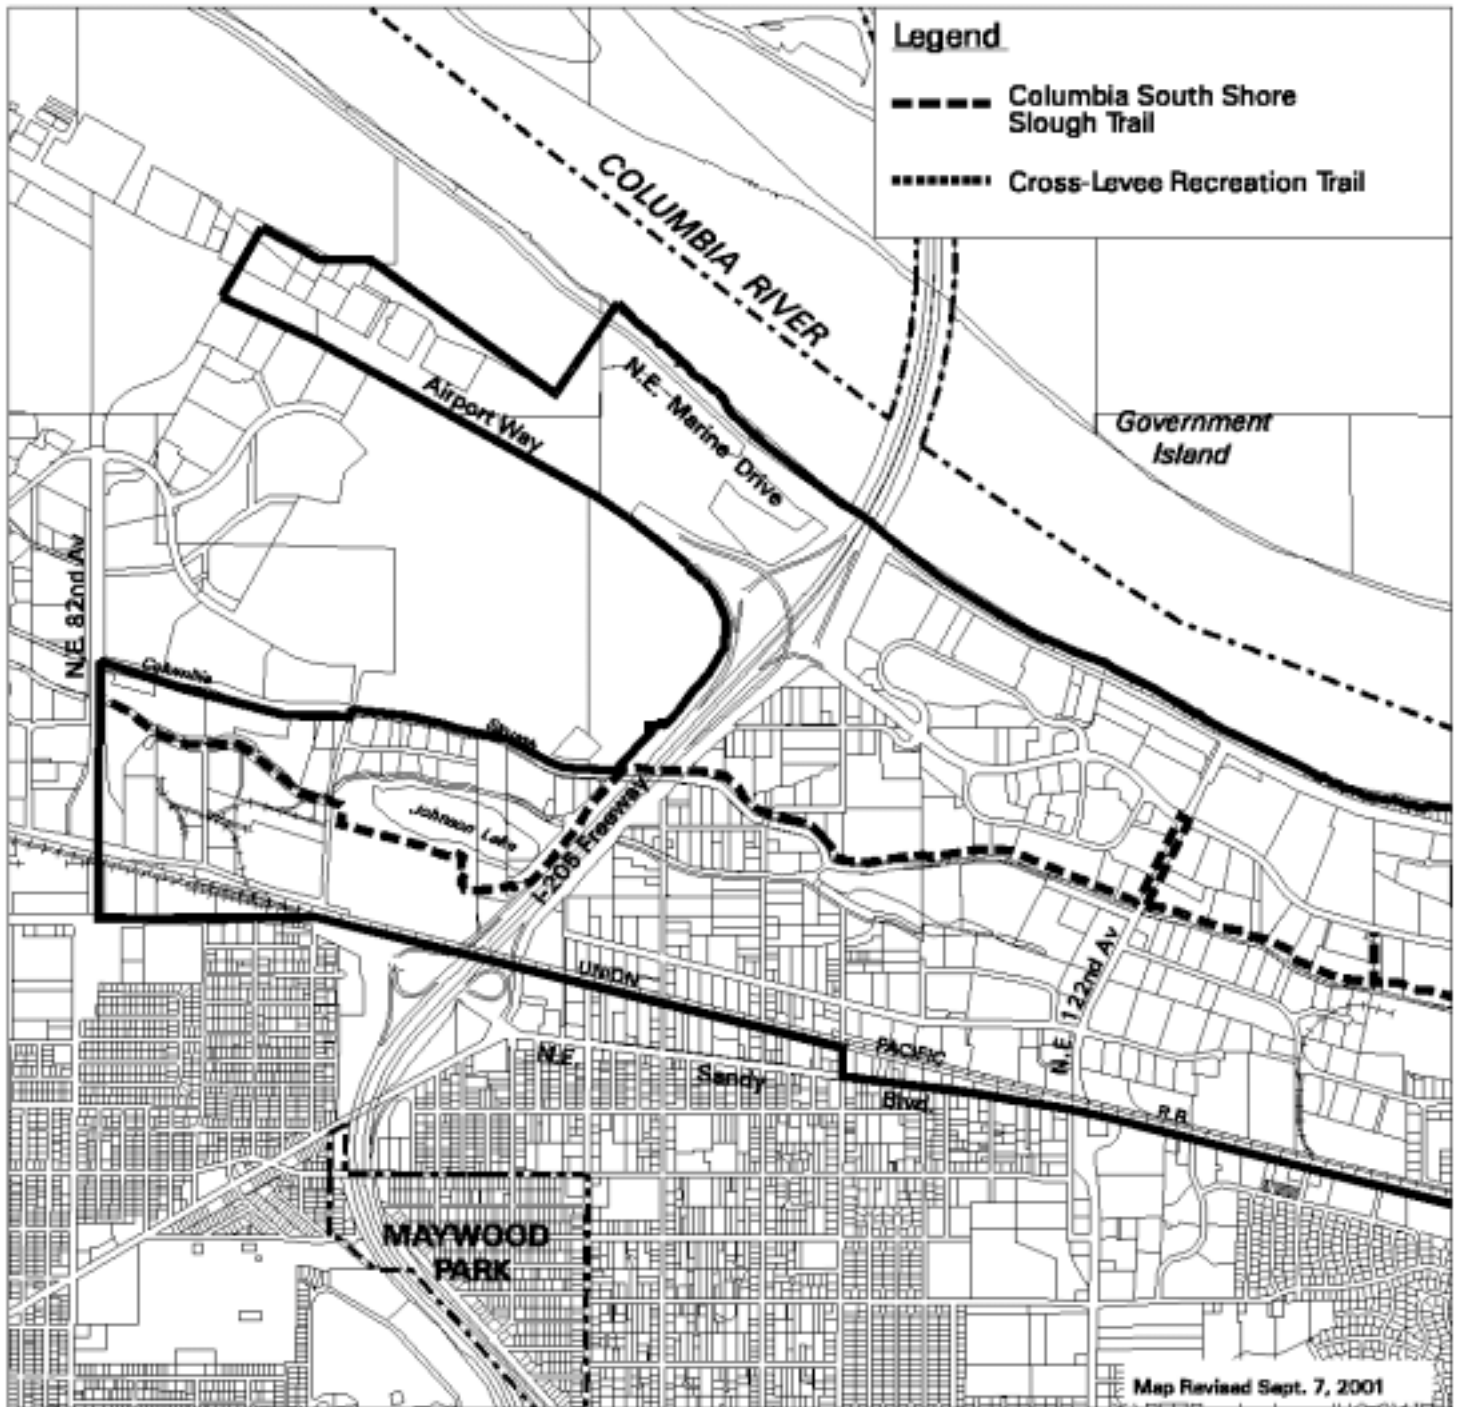 Legend
Columbia South Shore
Slough Trail
Cross-Levee Recreation Trail
COLUMBIA RIVER
N.E. Marine Drive
Airport Way
Government
Island
N.E. 82nd Av
Columbia
Slough
Johnson Lake
I-205 Freeway
N.E. 122nd Av
UNION
PACIFIC
R.R.
N.E.
Sandy
Blvd.
MAYWOOD
PARK
Map Revised Sept. 7, 2001